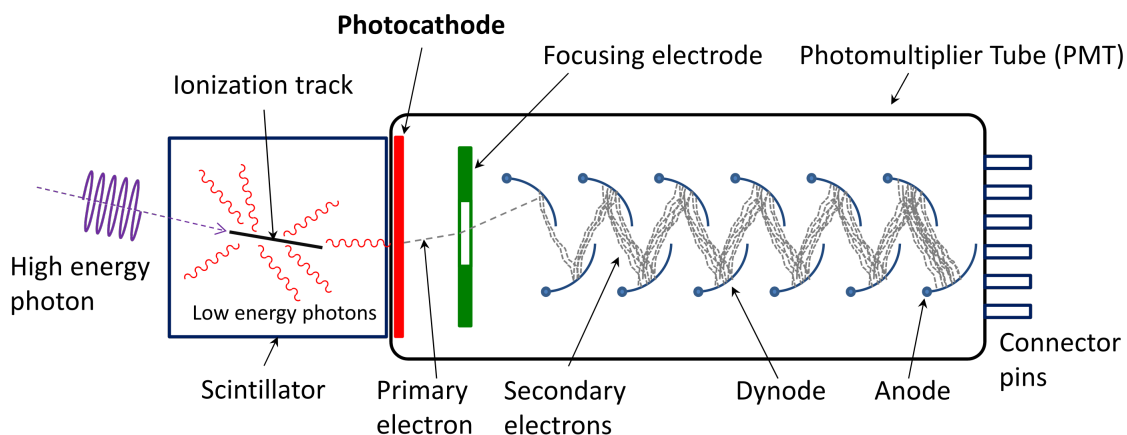 Photocathode
Focusing electrode
Photomultiplier Tube (PMT)
Ionization track
High energy
photon
Low energy photons
Scintillator
Primary
electron
Secondary
electrons
Dynode
Anode
Connector
pins